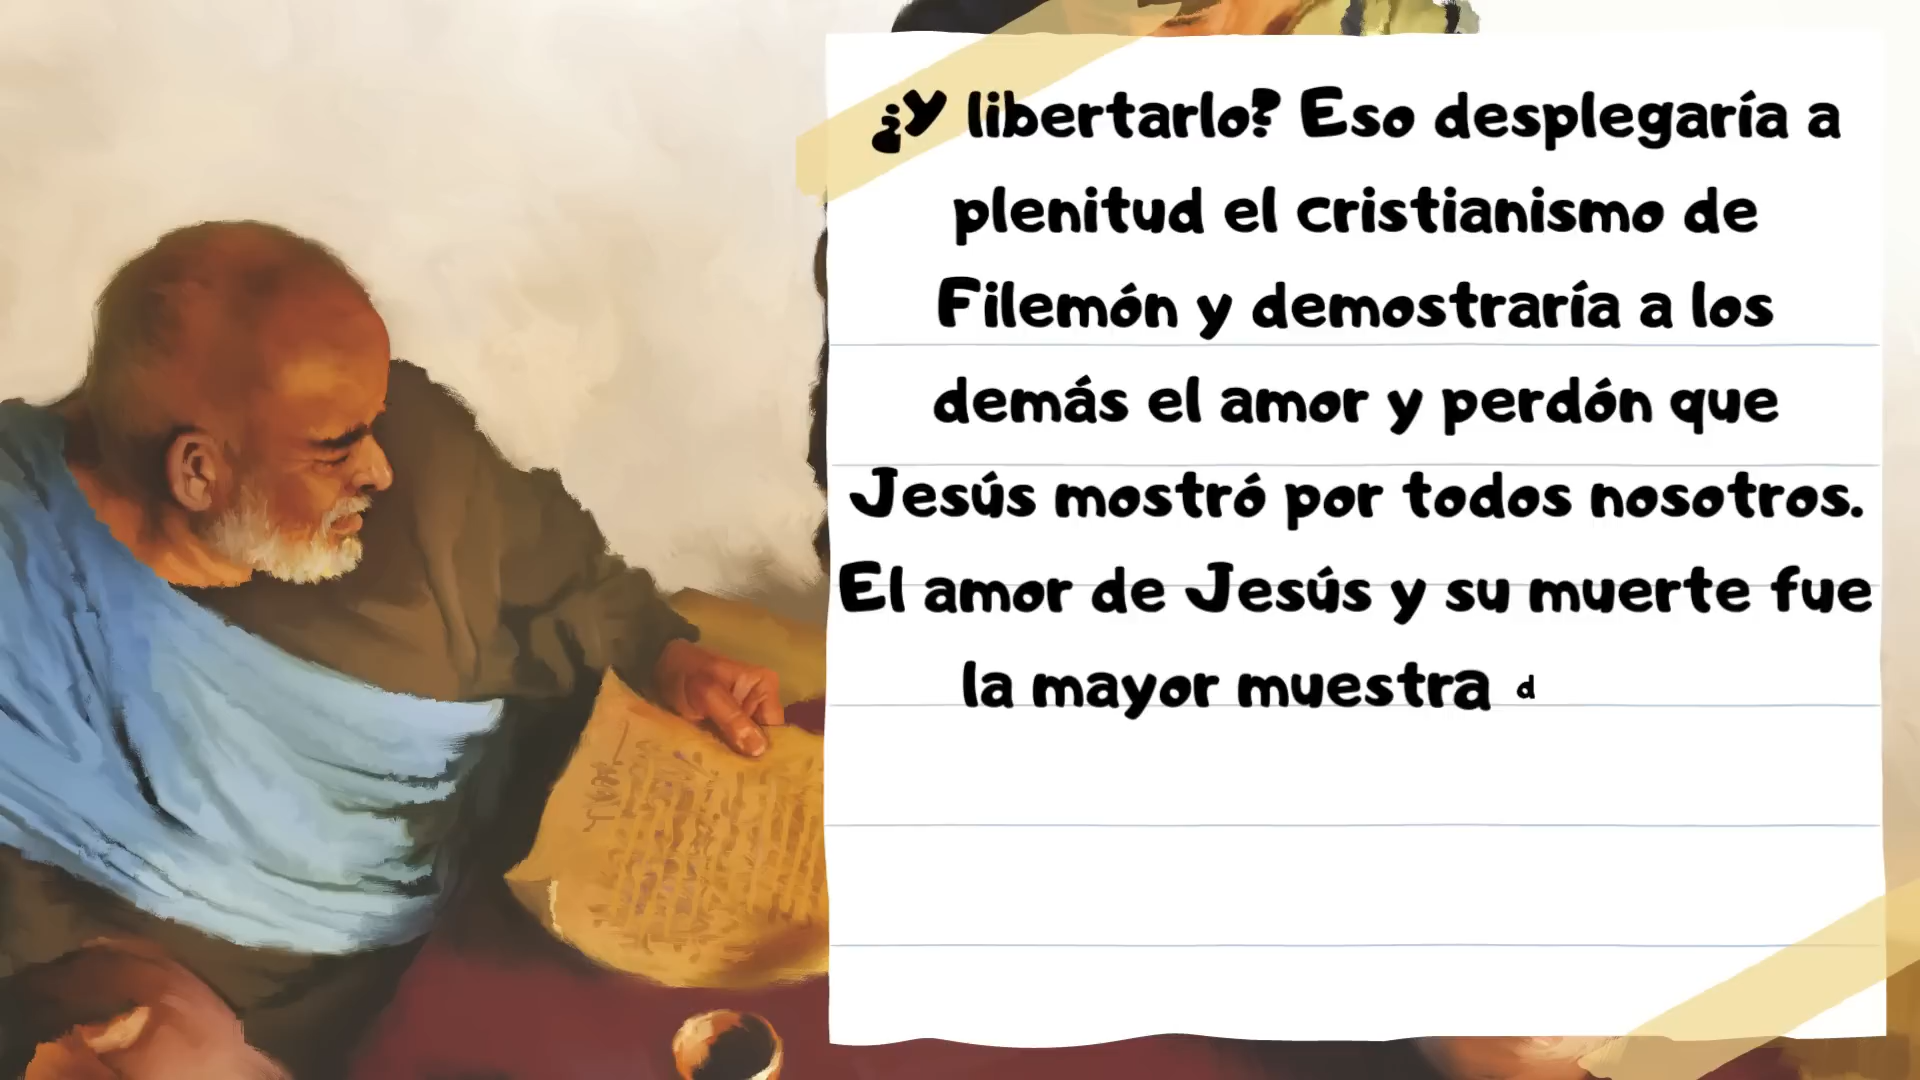 ¿Y libertarlo? Eso desplegaría a
plenitud el cristianismo de
Filemón y demostraría a los
demás el amor y perdón que
Jesús mostró por todos nosotros.
El amor de Jesús y su muerte fue
la mayor muestra d